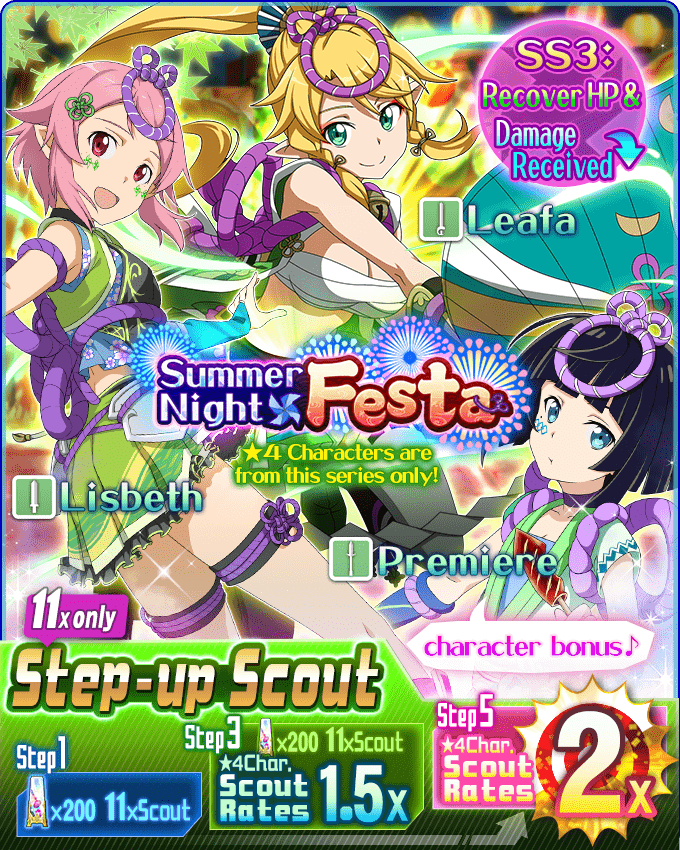 SS3:
Recover HP &
Damage
Received
Leafa
Summer
Night Festa
★4 Characters are
from this series only!
Lisbeth
Premiere
11x only
character bonus♪
Step-up Scout
Step1
x200 11xScout
Step3
x200 11xScout
★4Char.
Scout
Rates 1.5x
Step5
★4Char.
Scout
Rates
2x